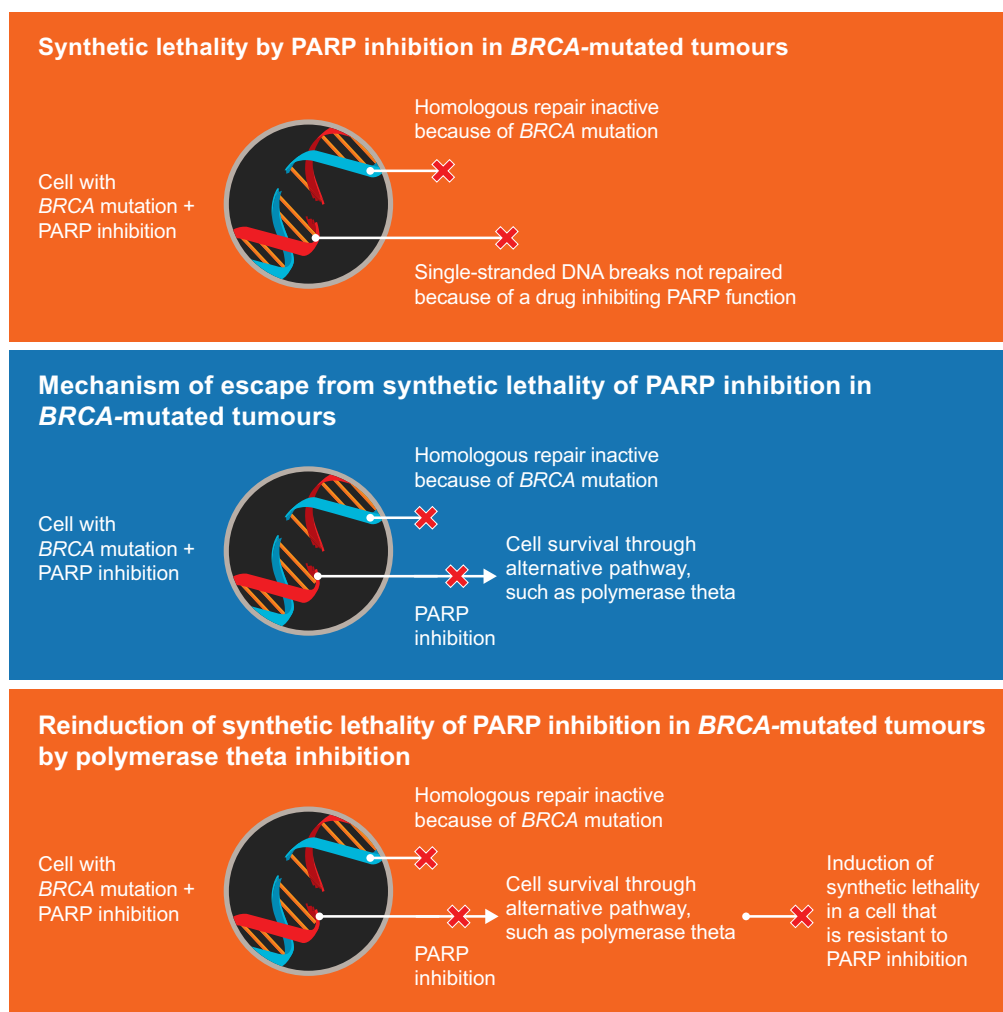 Synthetic lethality by PARP inhibition in BRCA-mutated tumours
Homologous repair inactive
because of BRCA mutation
Cell with
BRCA mutation +
PARP inhibition
Single-stranded DNA breaks not repaired
because of a drug inhibiting PARP function
Mechanism of escape from synthetic lethality of PARP inhibition in
BRCA-mutated tumours
Homologous repair inactive
because of BRCA mutation
Cell with
BRCA mutation +
PARP inhibition
Cell survival through
alternative pathway,
such as polymerase theta
PARP
inhibition
Reinduction of synthetic lethality of PARP inhibition in BRCA-mutated tumours
by polymerase theta inhibition
Homologous repair inactive
because of BRCA mutation
Cell with
BRCA mutation +
PARP inhibition
Cell survival through
alternative pathway,
such as polymerase theta
PARP
inhibition
Induction of
synthetic lethality
in a cell that
is resistant to
PARP inhibition